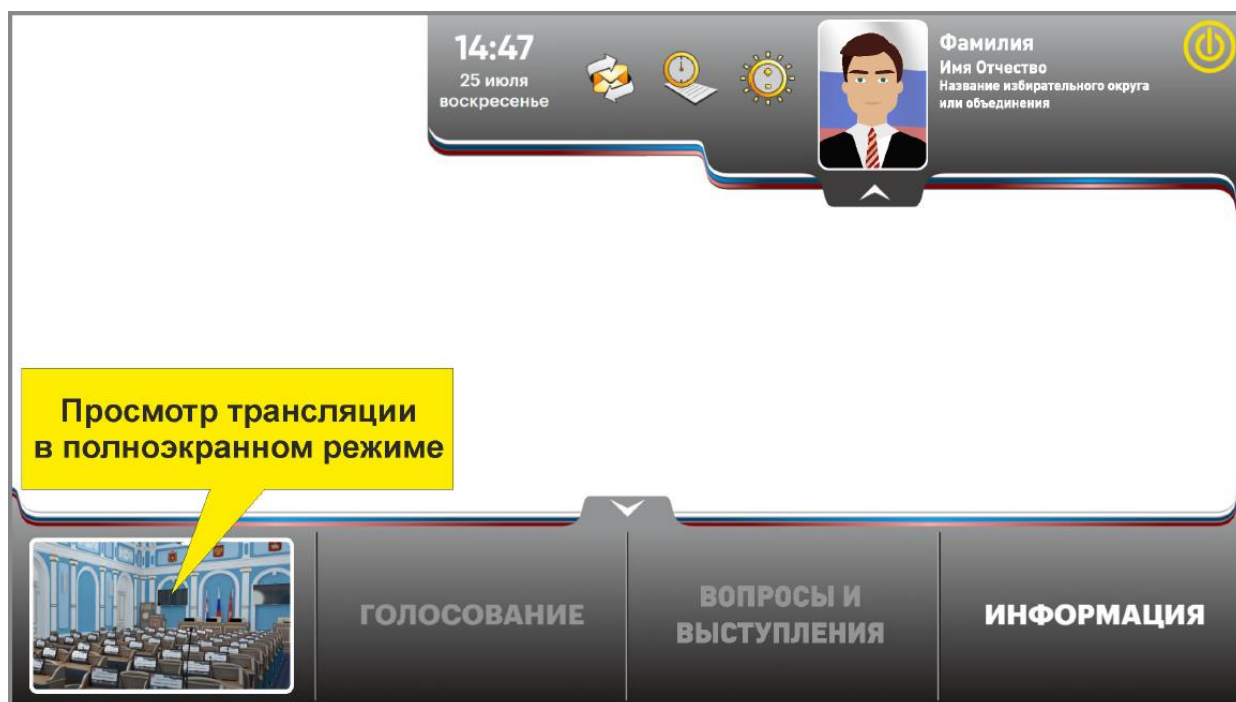 14:47
25 июля
воскресенье
Фамилия
Имя Отчество
Название избирательного округа
или объединения
Просмотр трансляции
в полноэкранном режиме
ГОЛОСОВАНИЕ
ВОПРОСЫ И
ВЫСТУПЛЕНИЯ
ИНФОРМАЦИЯ